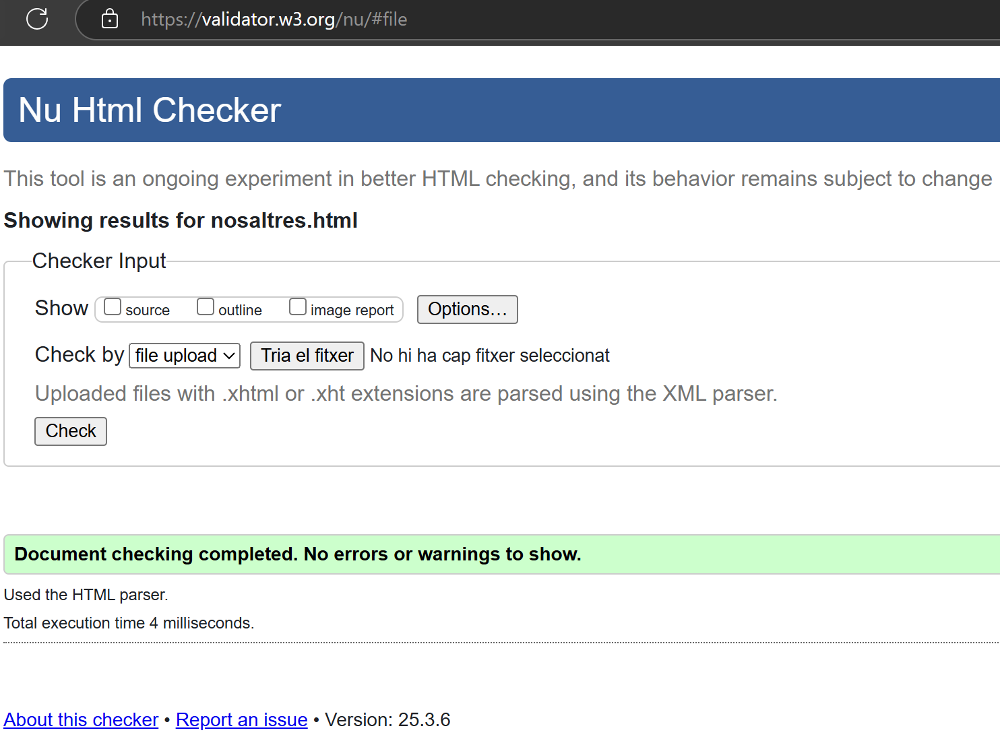 https://validator.w3.org/nu/#file
Nu Html Checker
This tool is an ongoing experiment in better HTML checking, and its behavior remains subject to change
Showing results for nosaltres.html
Checker Input
Show source outline image report Options…
Check by file upload Tria el fitxer No hi ha cap fitxer seleccionat
Uploaded files with .xhtml or .xht extensions are parsed using the XML parser.
Check
Document checking completed. No errors or warnings to show.
Used the HTML parser.
Total execution time 4 milliseconds.
About this checker • Report an issue • Version: 25.3.6